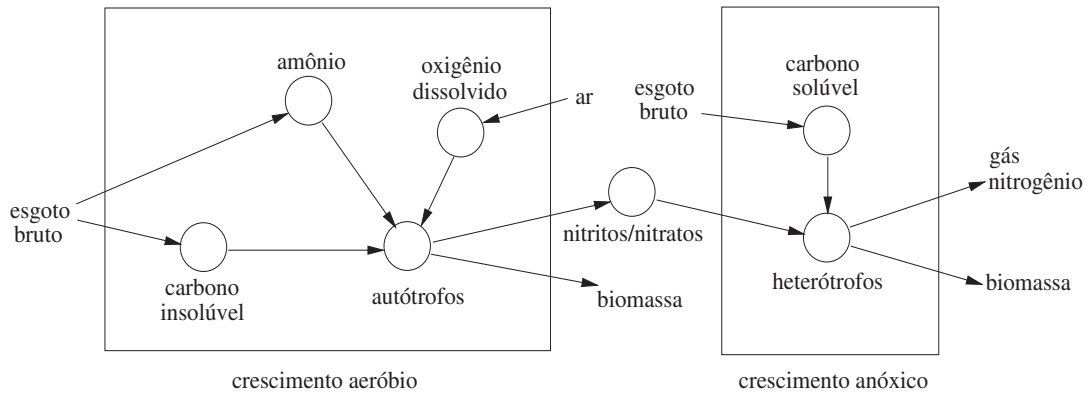 amônio
oxigênio
dissolvido
ar
esgoto
bruto
carbono
insolúvel
autótrofos
nitritos/nitratos
biomassa
crescimento aeróbio
esgoto
bruto
carbono
solúvel
heterótrofos
gás
nitrogênio
biomassa
crescimento anóxico